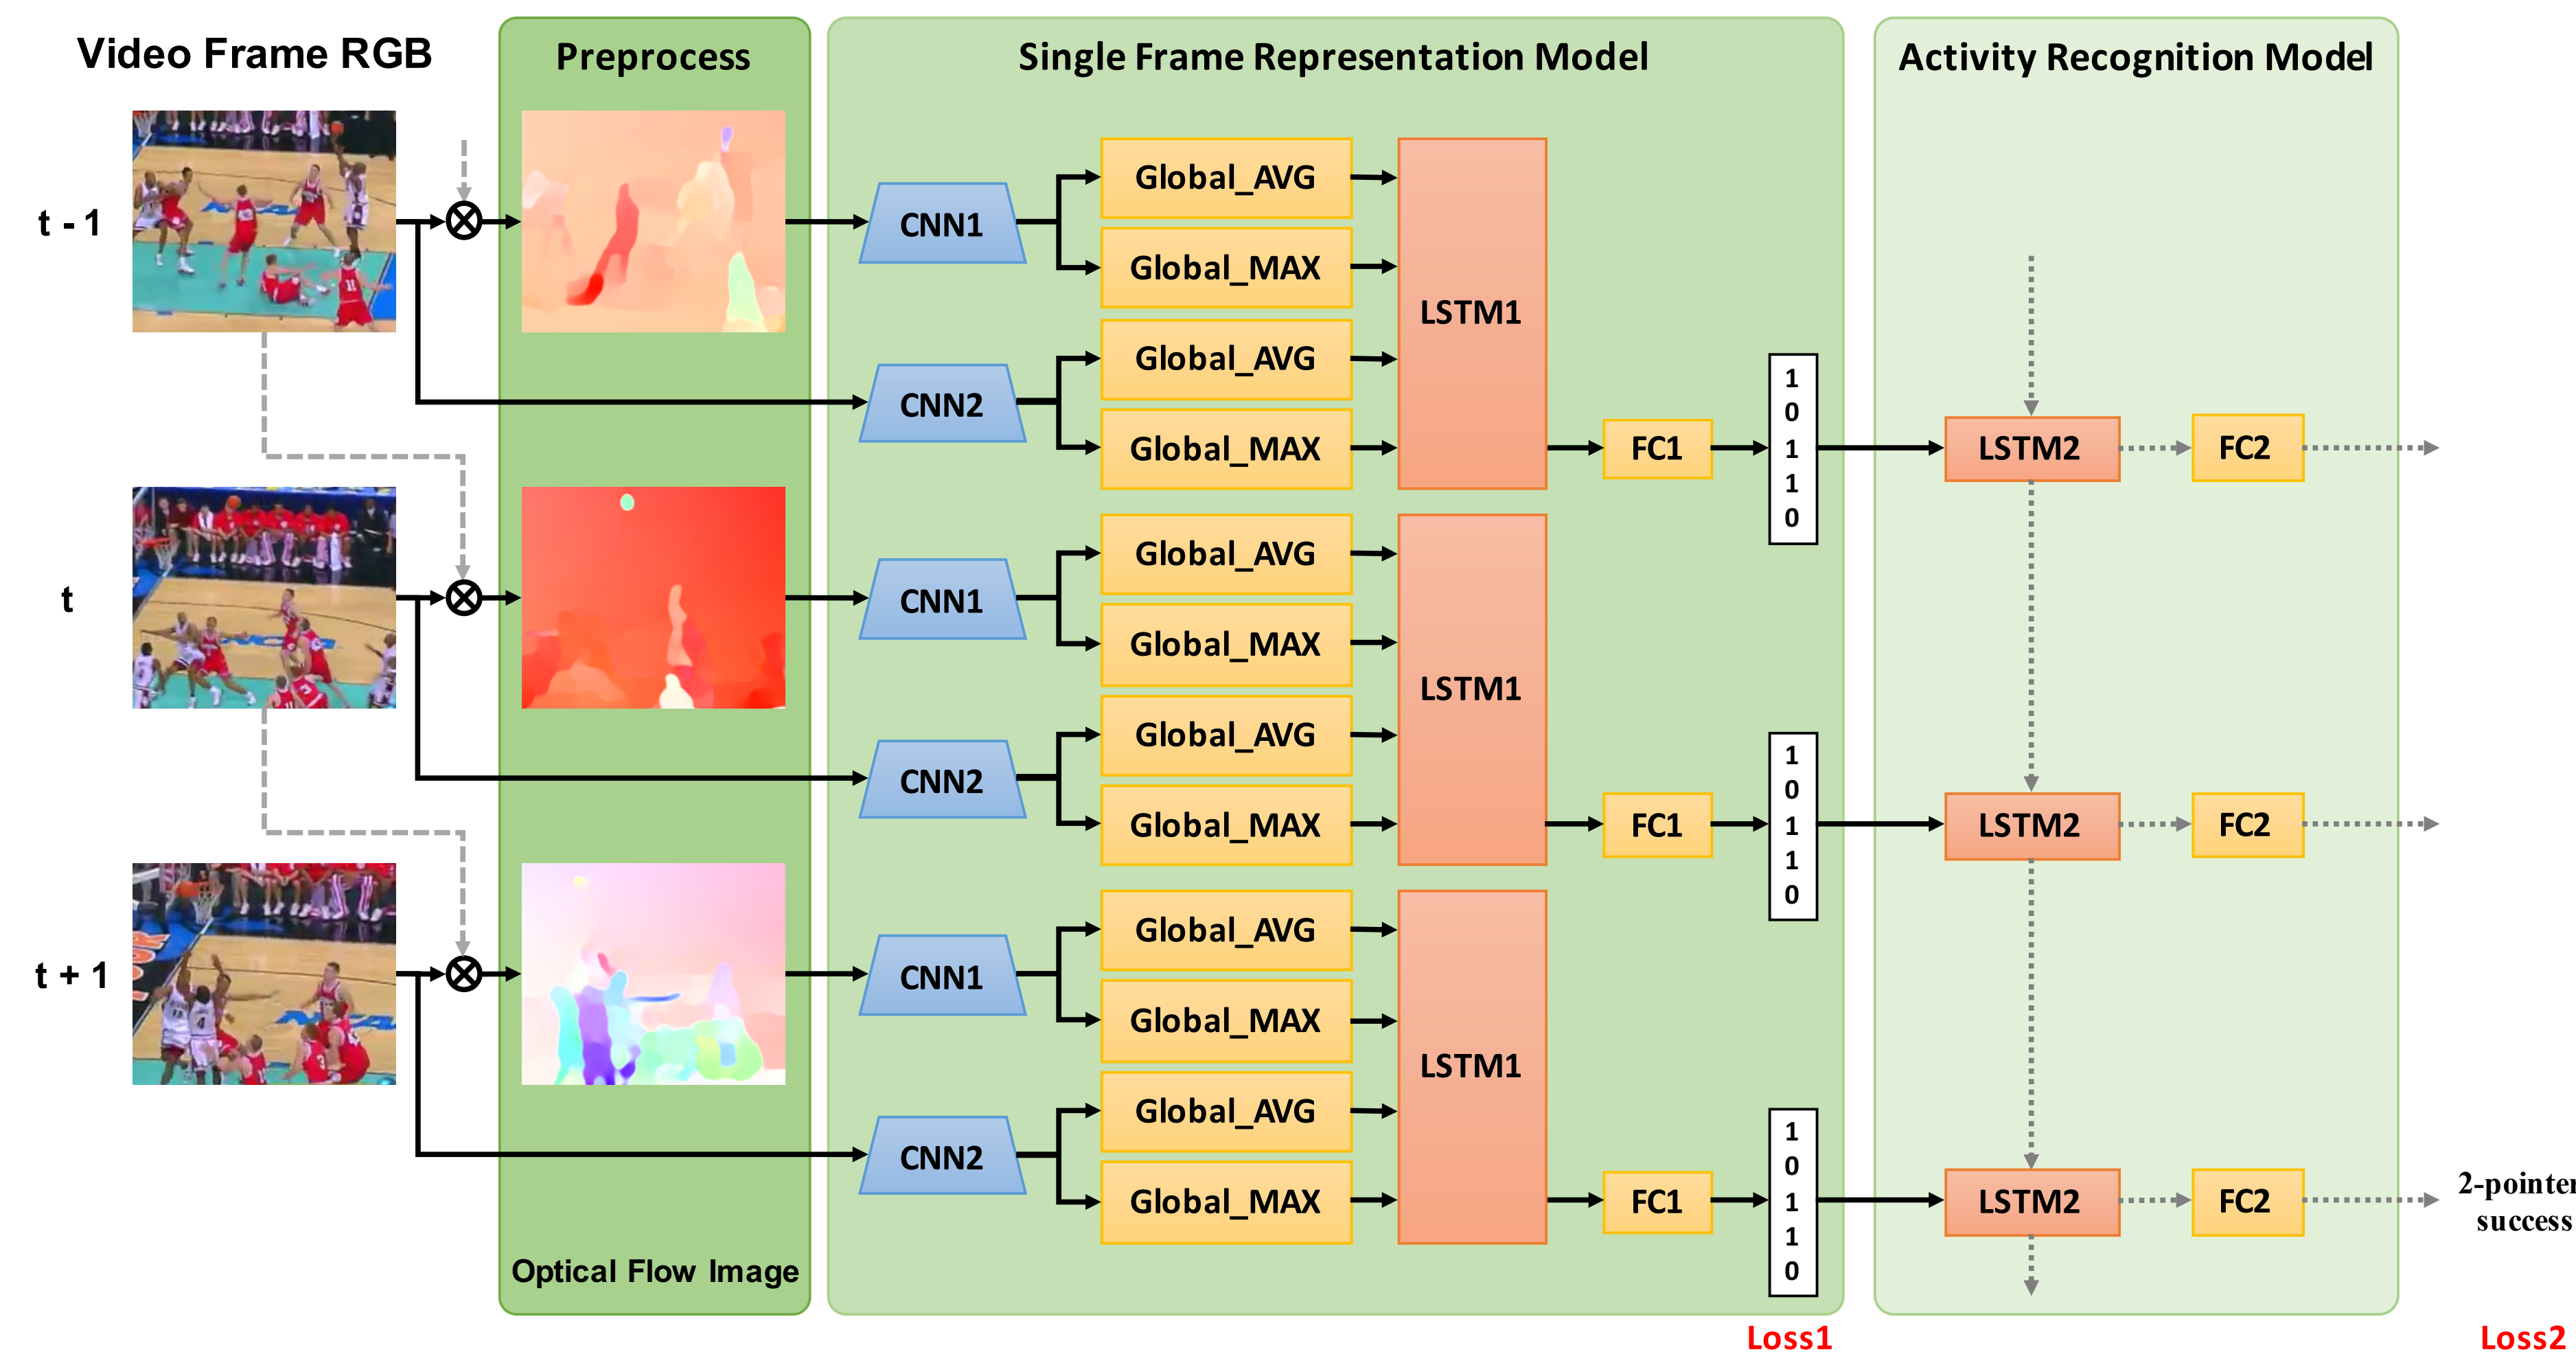 Video Frame RGB
Preprocess
Single Frame Representation Model
Activity Recognition Model
t - 1
CNN1
Global_AVG
Global_MAX
CNN2
Global_AVG
Global_MAX
LSTM1
FC1
1
0
1
1
0
LSTM2
FC2
t
CNN1
Global_AVG
Global_MAX
CNN2
Global_AVG
Global_MAX
LSTM1
FC1
1
0
1
1
0
LSTM2
FC2
t + 1
CNN1
Global_AVG
Global_MAX
CNN2
Global_AVG
Global_MAX
LSTM1
FC1
1
0
1
1
0
LSTM2
FC2
2-pointer
success
Optical Flow Image
Loss1
Loss2